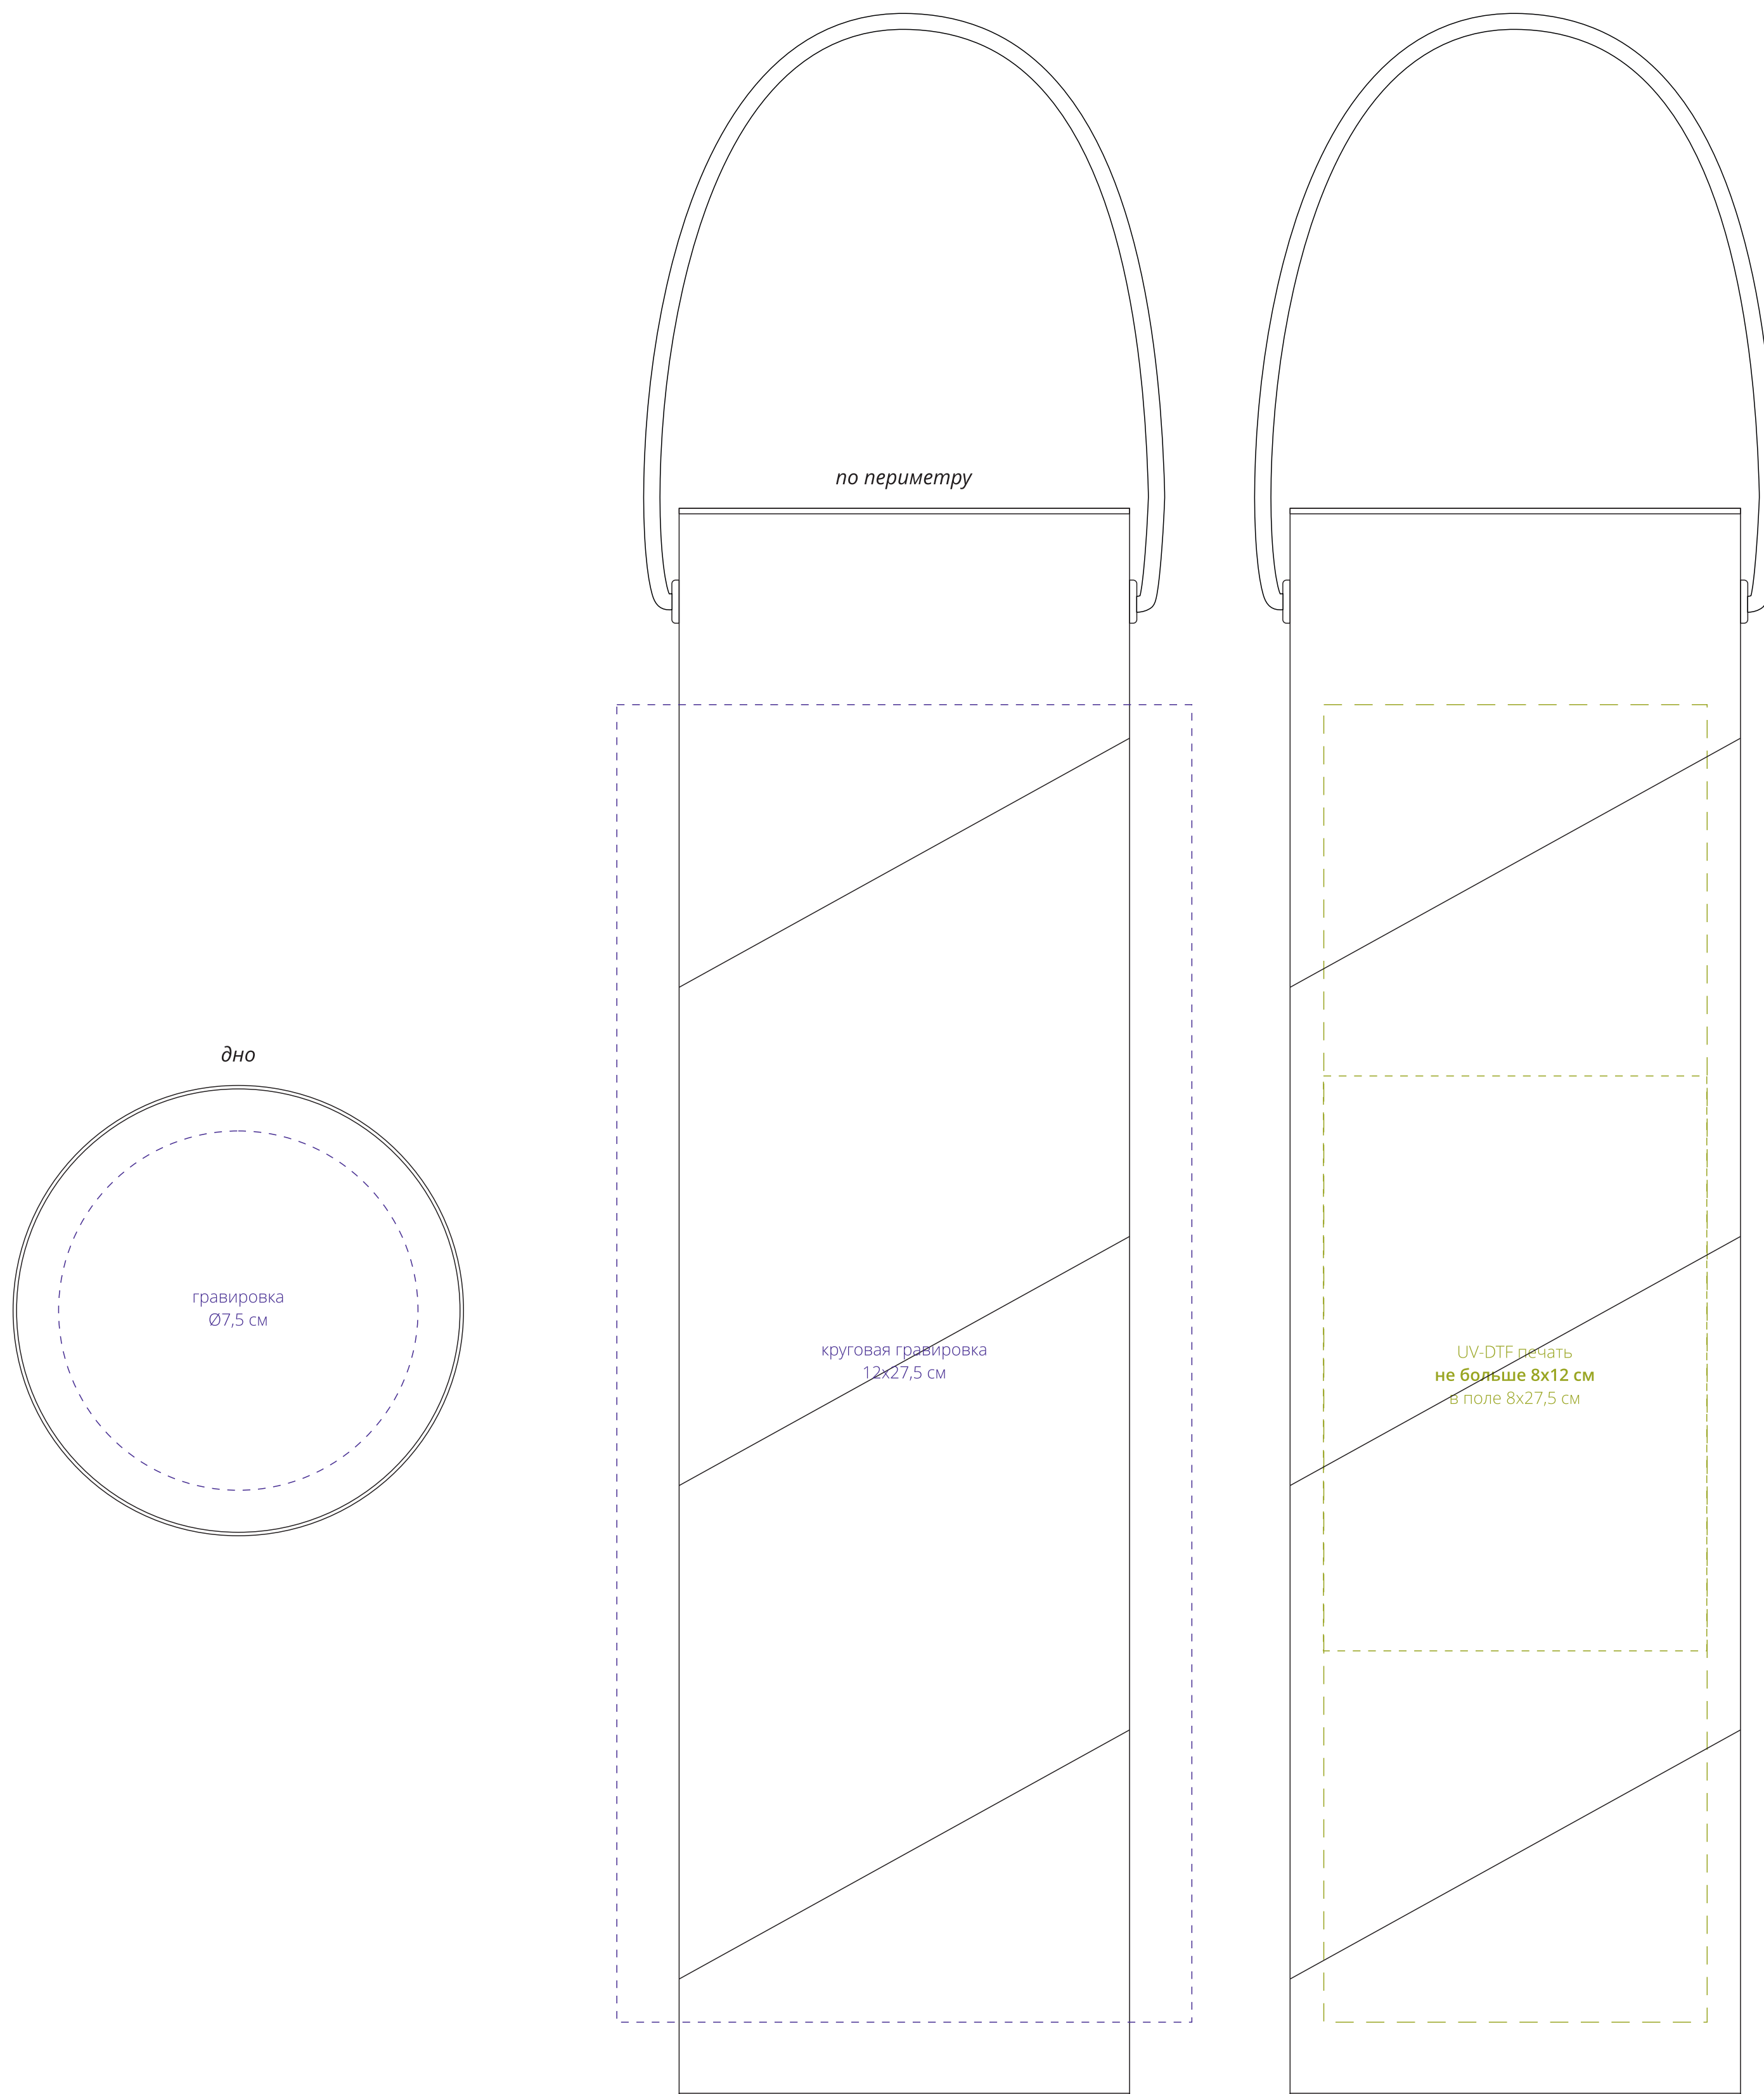 по периметру
дно
гравировка
Ø7,5 см
круговая гравировка
12х27,5 см
UV-DTF печать
не больше 8х12 см
в поле 8х27,5 см